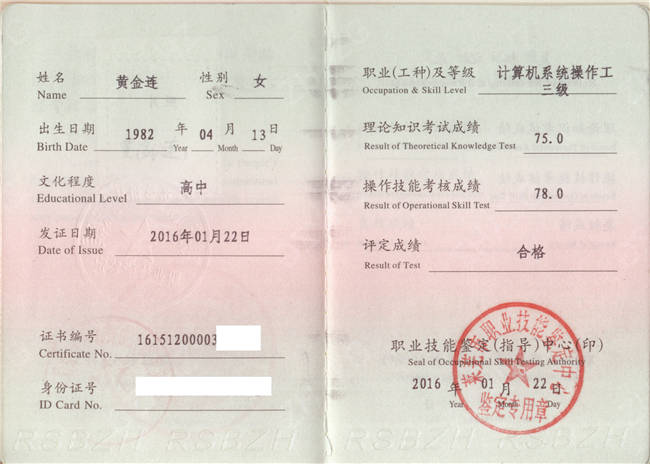 姓名 黄金连 性别 女
Name Sex
出生日期 1982 年 04 月 13 日
Birth Date Year Month Day
文化程度 高中
Educational Level
发证日期 2016年01月22日
Date of Issue
证书编号 16151200003
Certificate No.
身份证号
ID Card No.
RSBZH RSBZH
职业(工种)及等级 计算机系统操作工
Occupation & Skill Level 三级
理论知识考试成绩 75.0
Result of Theoretical Knowledge Test
操作技能考核成绩 78.0
Result of Operational Skill Test
评定成绩 合格
Result of Test
职业技能鉴定(指导)中心(印)
Seal of Occupational Skill Testing Authority
2016 年 01 月 22 日
Year Month Day
职业技能鉴定中心
鉴定专用章
RSBZH RSBZH